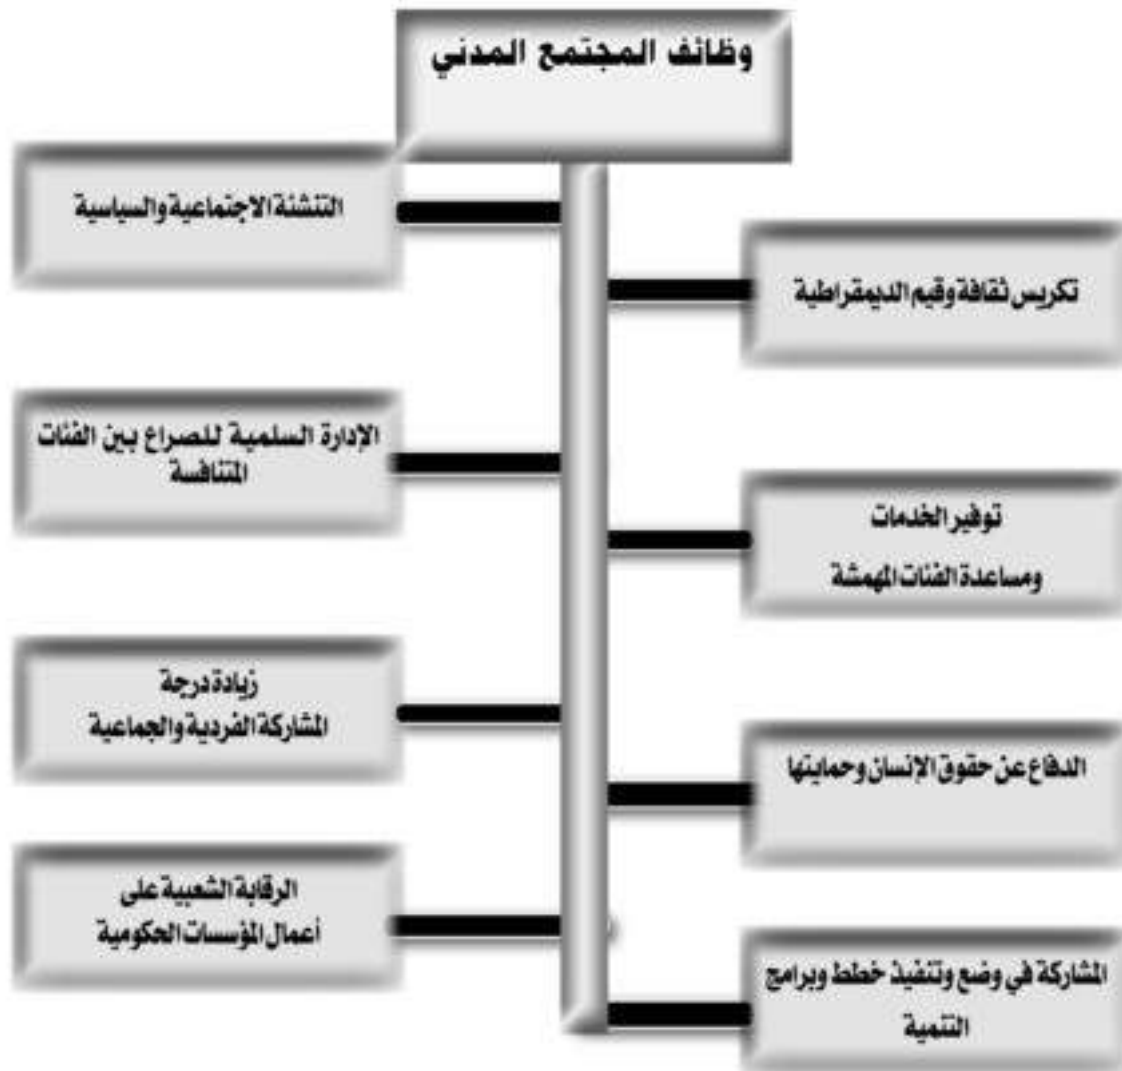 وظائف المجتمع المدني
التنشئة الاجتماعية والسياسية
تكريس ثقافة وقيم الديمقراطية
الإدارة السلمية للصراع بين الفئات
المتنافسة
توفير الخدمات
ومساعدة الفئات المهمشة
زيادة درجة
المشاركة الفردية والجماعية
الدفاع عن حقوق الإنسان وحمايتها
الرقابة الشعبية على
أعمال المؤسسات الحكومية
المشاركة في وضع وتنفيذ خطط وبرامج
التنمية